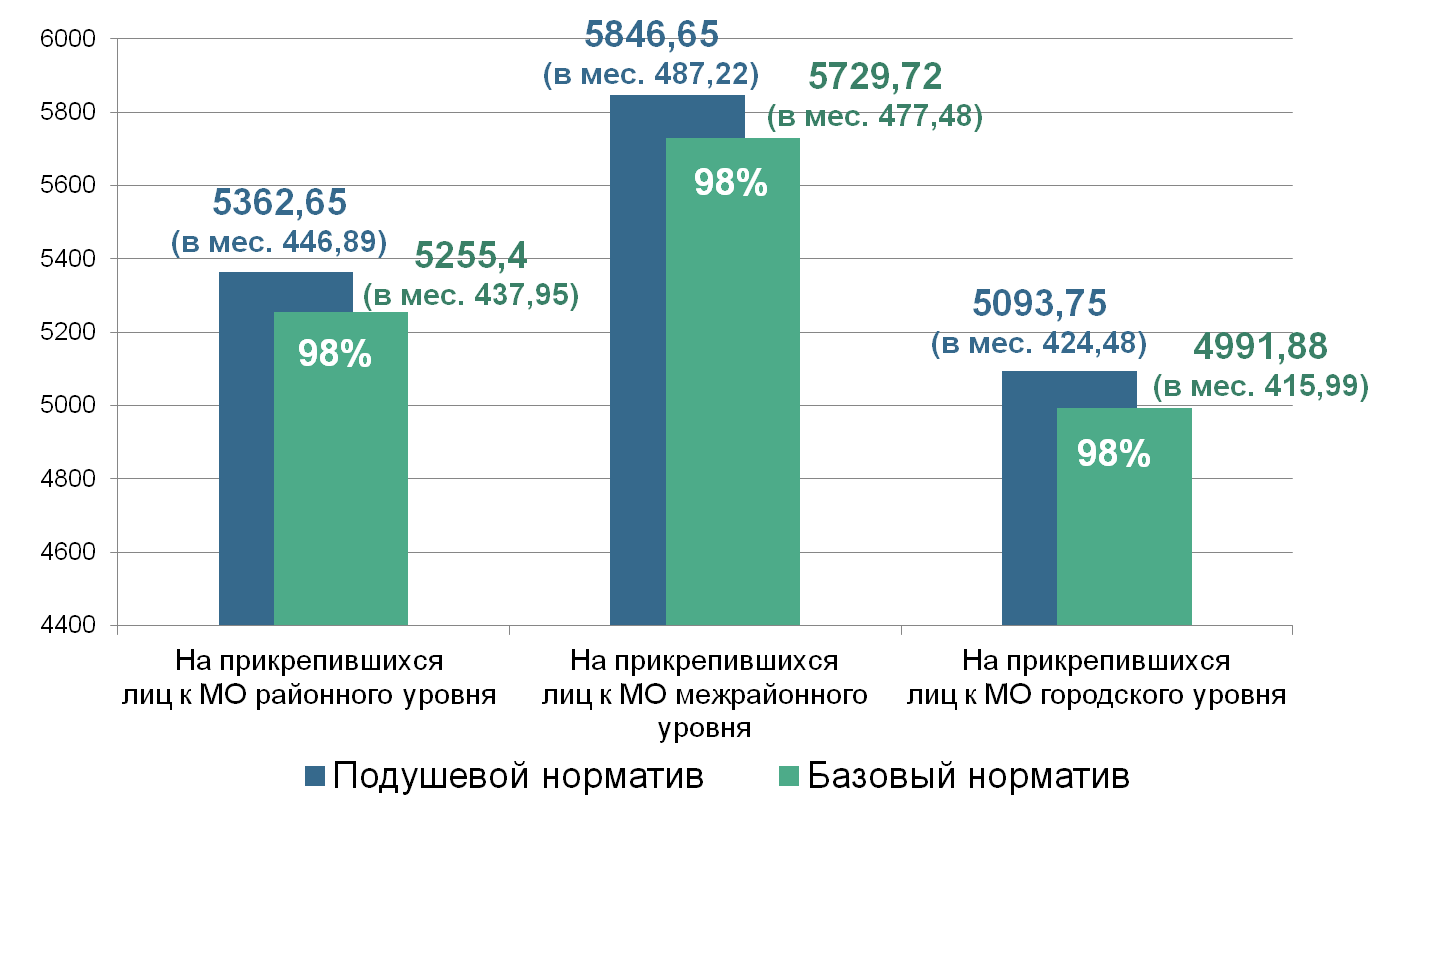 6000
5800
5600
5400
5200
5000
4800
4600
4400
5362,65
(в мес. 446,89)
5255,4
(в мес. 437,95)
98%
5846,65
(в мес. 487,22)
5729,72
(в мес. 477,48)
98%
5093,75
(в мес. 424,48)
4991,88
(в мес. 415,99)
98%
На прикрепившихся
лиц к МО районного уровня
На прикрепившихся
лиц к МО межрайонного
уровня
На прикрепившихся
лиц к МО городского уровня
Подушевой норматив
Базовый норматив